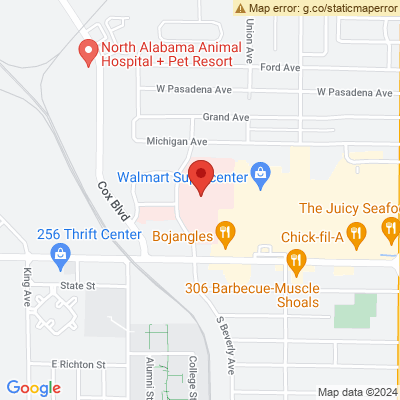 Map error: g.co/staticmaperror
North Alabama Animal
Hospital + Pet Resort
Union Ave
Ford Ave
W Pasadena Ave
W Pasadena Ave
Grand Ave
Michigan Ave
Walmart Supercenter
Cox Blvd
The Juicy Seafo
256 Thrift Center
Bojangles
Chick-fil-A
King Ave
State St
306 Barbecue-Muscle
Shoals
S Beverly Ave
E Richton St
Alumni St
College St
Google
Map data ©2024